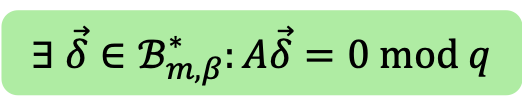 ∃ δ⃗ ∈ ℬ*ₘ,ᵦ: Aδ⃗ = 0 mod q